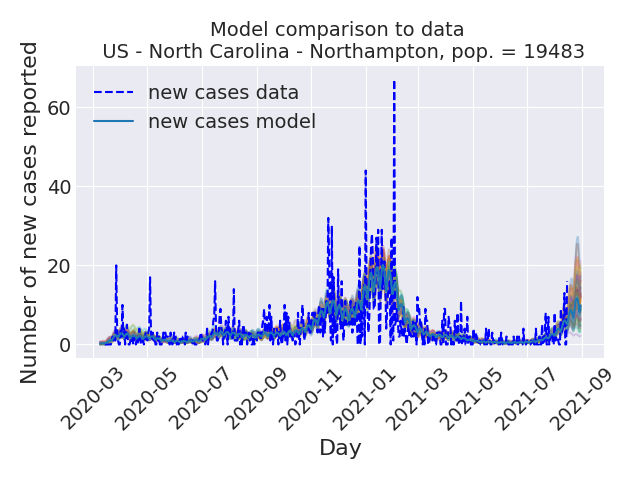 Model comparison to data
US - North Carolina - Northampton, pop. = 19483
Number of new cases reported
60
40
20
0
new cases data
new cases model
2020-03
2020-05
2020-07
2020-09
2020-11
2021-01
2021-03
2021-05
2021-07
2021-09
Day